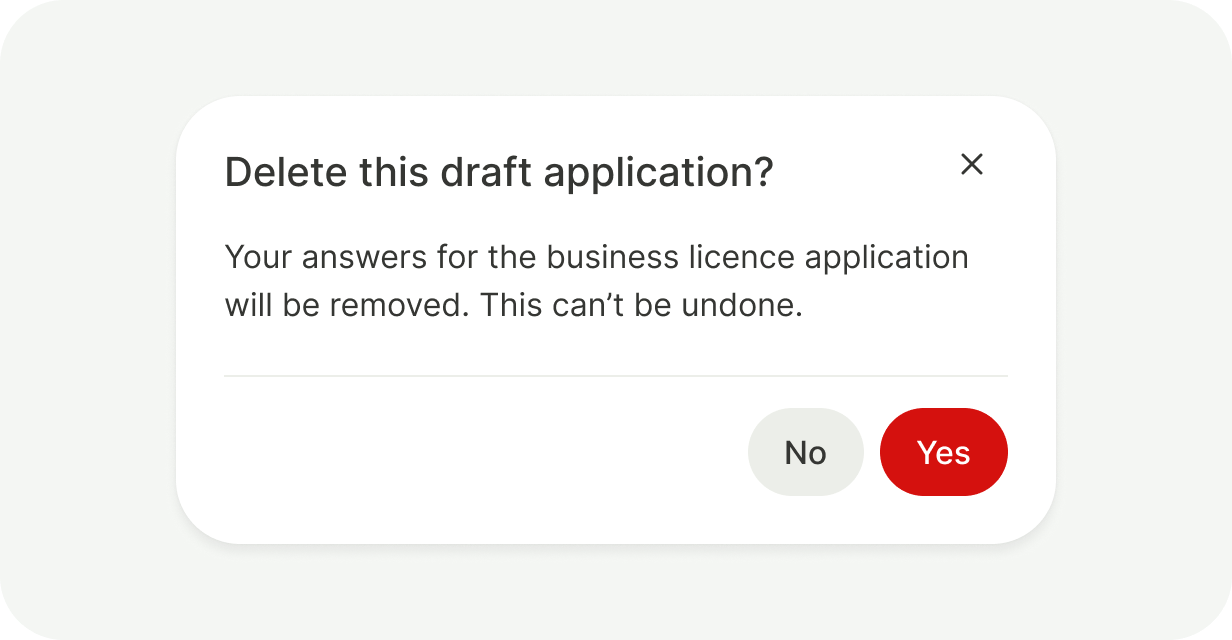 Delete this draft application?
Your answers for the business licence application
will be removed. This can’t be undone.
No
Yes